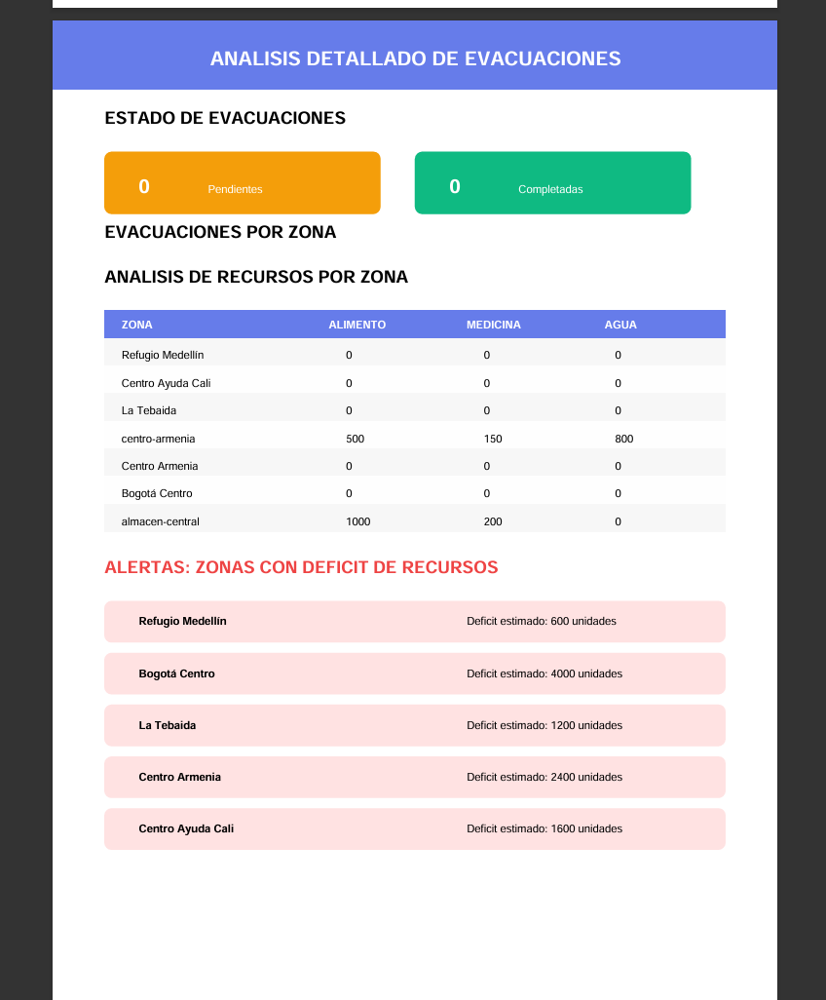 ANALISIS DETALLADO DE EVACUACIONES
ESTADO DE EVACUACIONES
0 Pendientes 0 Completadas
EVACUACIONES POR ZONA
ANALISIS DE RECURSOS POR ZONA
ZONA ALIMENTO MEDICINA AGUA
Refugio Medellín 0 0 0
Centro Ayuda Cali 0 0 0
La Tebaida 0 0 0
centro-armenia 500 150 800
Centro Armenia 0 0 0
Bogotá Centro 0 0 0
almacen-central 1000 200 0
ALERTAS: ZONAS CON DEFICIT DE RECURSOS
Refugio Medellín Deficit estimado: 600 unidades
Bogotá Centro Deficit estimado: 4000 unidades
La Tebaida Deficit estimado: 1200 unidades
Centro Armenia Deficit estimado: 2400 unidades
Centro Ayuda Cali Deficit estimado: 1600 unidades